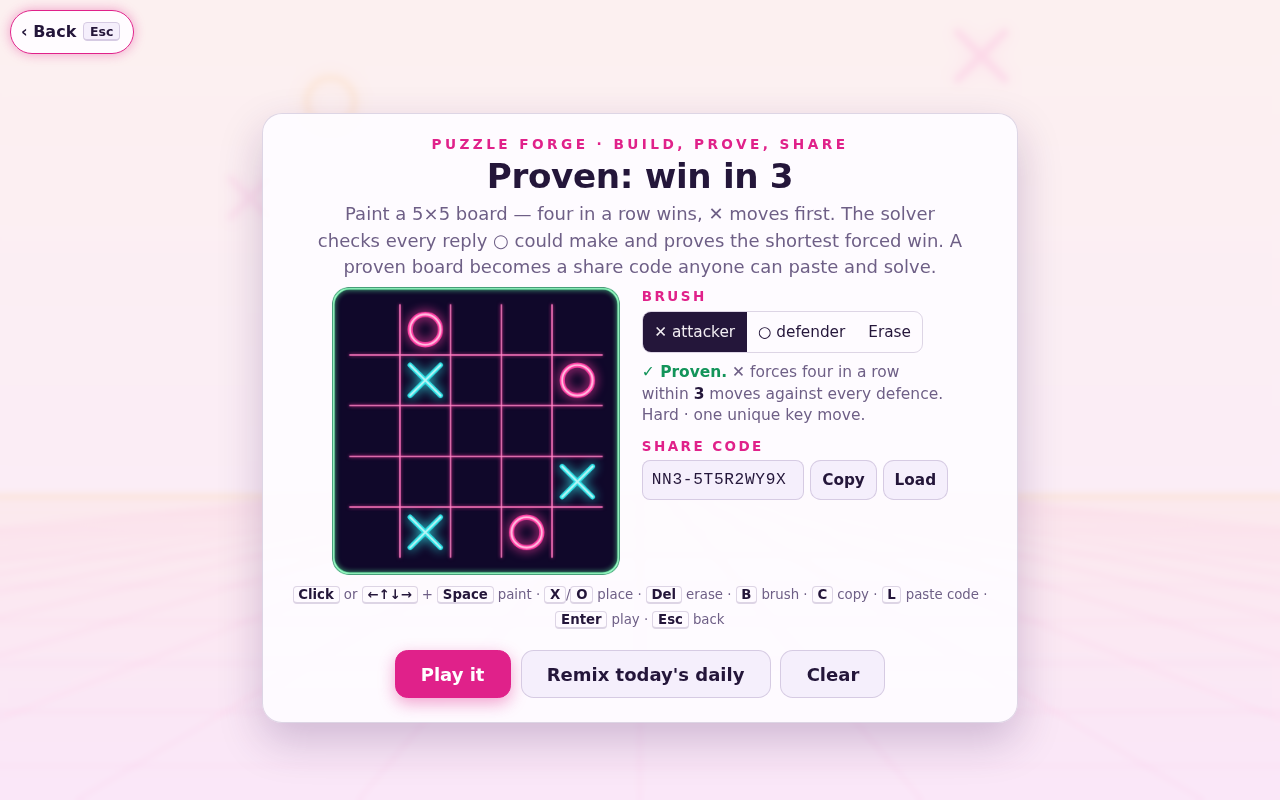 ‹ Back Esc
PUZZLE FORGE · BUILD, PROVE, SHARE
Proven: win in 3
Paint a 5×5 board — four in a row wins, ✕ moves first. The solver
checks every reply ○ could make and proves the shortest forced win. A
proven board becomes a share code anyone can paste and solve.
BRUSH
✕ attacker ○ defender Erase
✓ Proven. ✕ forces four in a row
within 3 moves against every defence.
Hard · one unique key move.
SHARE CODE
NN3-5T5R2WY9X Copy Load
Click or ←↑↓→ + Space paint · X/O place · Del erase · B brush · C copy · L paste code ·
Enter play · Esc back
Play it Remix today's daily Clear